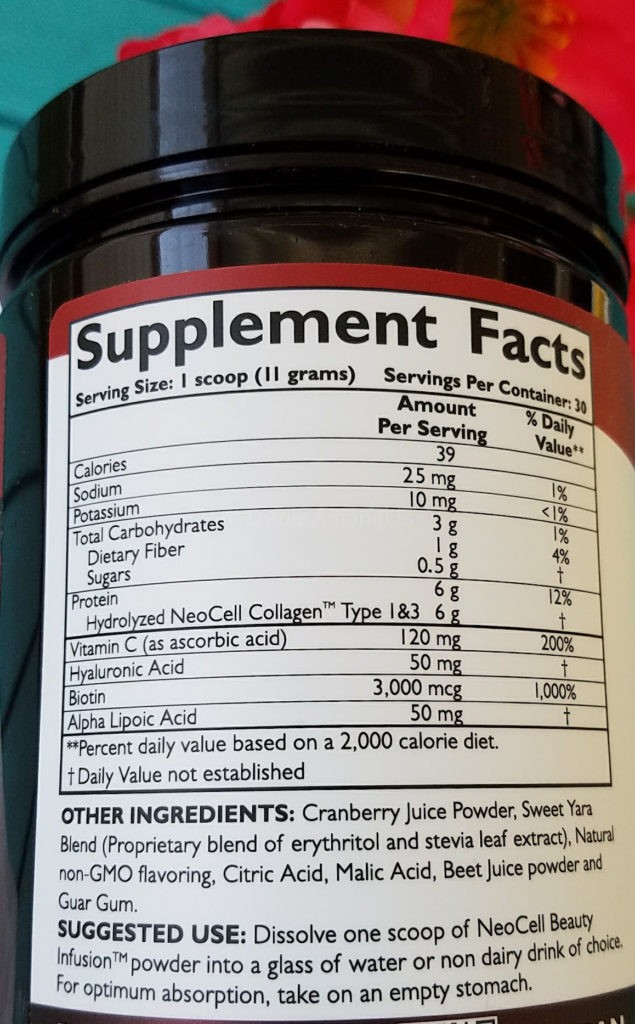 Supplement Facts
Serving Size: 1 scoop (11 grams) Servings Per Container: 30
Amount Per Serving % Daily Value**
Calories 39
Sodium 25 mg 1%
Potassium 10 mg <1%
Total Carbohydrates 3 g 1%
Dietary Fiber 1 g 4%
Sugars 0.5 g †
Protein 6 g 12%
Hydrolyzed NeoCell Collagen™ Type 1&3 6 g †
Vitamin C (as ascorbic acid) 120 mg 200%
Hyaluronic Acid 50 mg †
Biotin 3,000 mcg 1,000%
Alpha Lipoic Acid 50 mg †
**Percent daily value based on a 2,000 calorie diet.
† Daily Value not established
OTHER INGREDIENTS: Cranberry Juice Powder, Sweet Yara
Blend (Proprietary blend of erythritol and stevia leaf extract), Natural
non-GMO flavoring, Citric Acid, Malic Acid, Beet Juice powder and
Guar Gum.
SUGGESTED USE: Dissolve one scoop of NeoCell Beauty
Infusion™ powder into a glass of water or non dairy drink of choice.
For optimum absorption, take on an empty stomach.